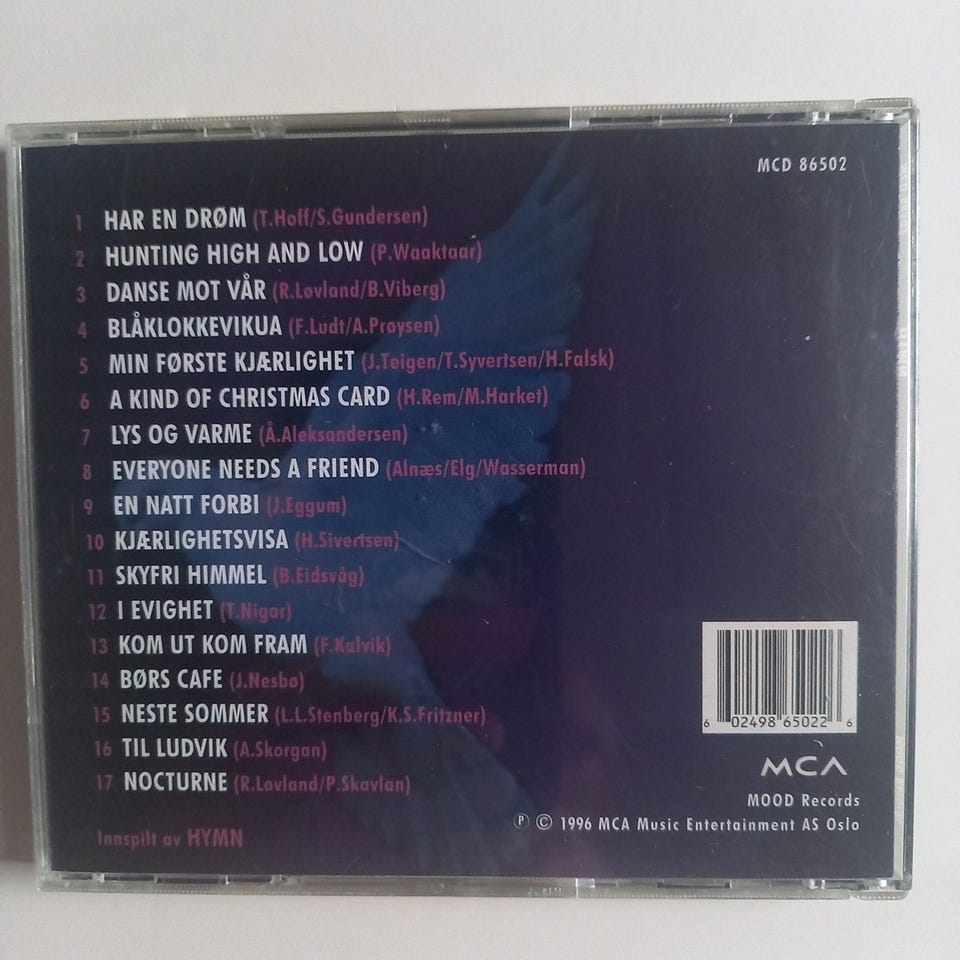 MCD 86502
1 HAR EN DRØM (T.Hoff/S.Gundersen)
2 HUNTING HIGH AND LOW (P.Waaktaar)
3 DANSE MOT VÅR (R.Løvland/B.Viberg)
4 BLÅKLOKKEVIKUA (F.Ludt/A.Prøysen)
5 MIN FØRSTE KJÆRLIGHET (J.Teigen/T.Syvertsen/H.Falsk)
6 A KIND OF CHRISTMAS CARD (H.Rem/M.Harket)
7 LYS OG VARME (Å.Aleksandersen)
8 EVERYONE NEEDS A FRIEND (Alnæs/Elg/Wasserman)
9 EN NATT FORBI (J.Eggum)
10 KJÆRLIGHETSVISA (H.Sivertsen)
11 SKYFRI HIMMEL (B.Eidsvåg)
12 I EVIGHET (T.Nigar)
13 KOM UT KOM FRAM (F.Kalvik)
14 BØRS CAFE (J.Nesbø)
15 NESTE SOMMER (L.L.Stenberg/K.S.Fritzner)
16 TIL LUDVIK (A.Skorgan)
17 NOCTURNE (R.Løvland/P.Skavlan)
Innspilt av HYMN
6 02498 65022 6
MCA
MOOD Records
℗ © 1996 MCA Music Entertainment AS Oslo